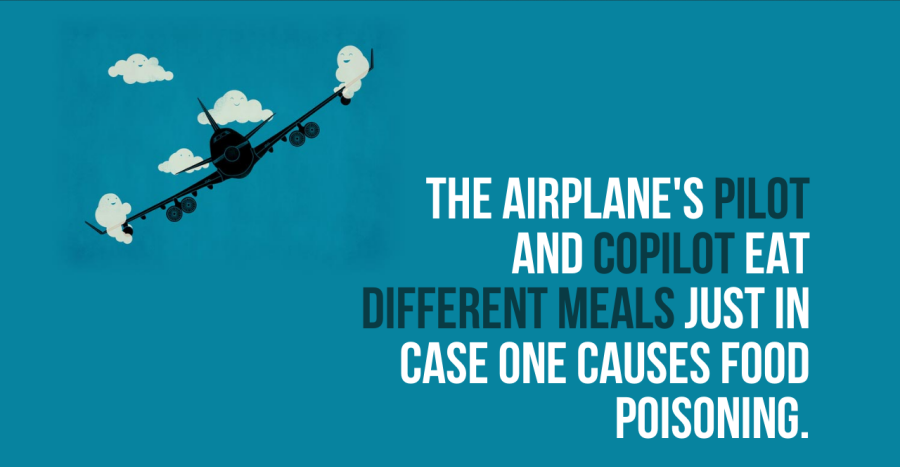 THE AIRPLANE'S PILOT
AND COPILOT EAT
DIFFERENT MEALS JUST IN
CASE ONE CAUSES FOOD
POISONING.